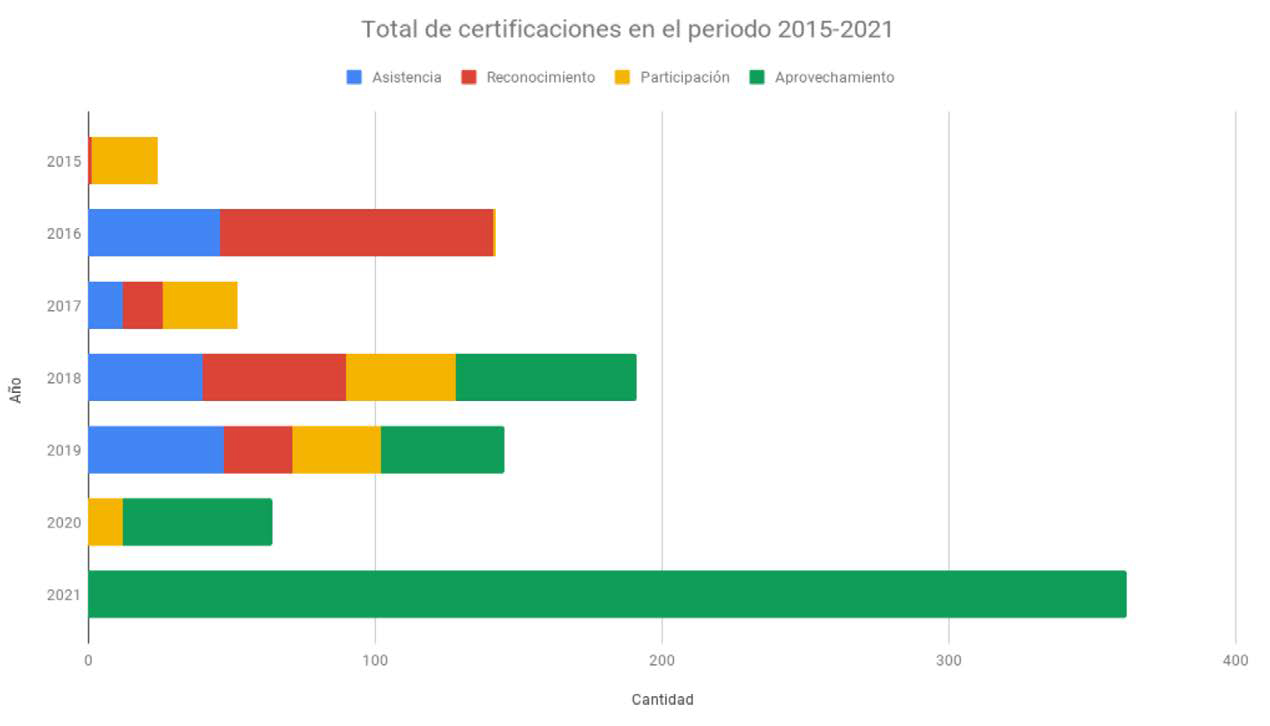 Total de certificaciones en el periodo 2015-2021
Asistencia Reconocimiento Participación Aprovechamiento
2015
2016
2017
2018
2019
2020
2021
Año
0 100 200 300 400
Cantidad